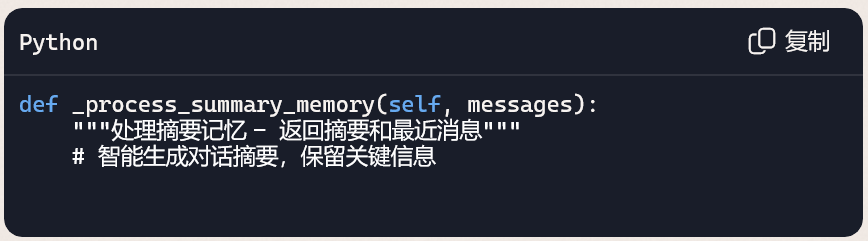 Python
复制
def _process_summary_memory(self, messages):
    """处理摘要记忆 - 返回摘要和最近消息"""
    # 智能生成对话摘要，保留关键信息